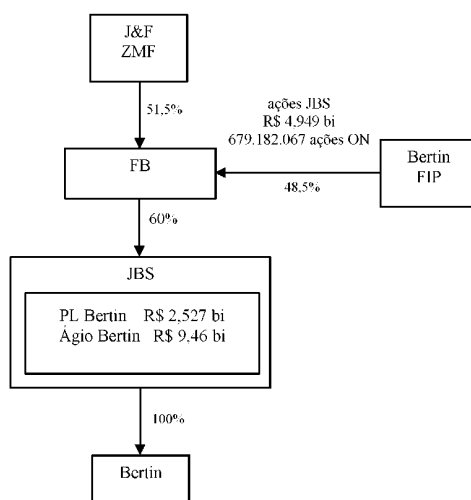 J&F
ZMF
51,5%
ações JBS
R$ 4,949 bi
679.182.067 ações ON
Bertin
FIP
FB
48,5%
60%
JBS
PL Bertin R$ 2,527 bi
Ágio Bertin R$ 9,46 bi
100%
Bertin